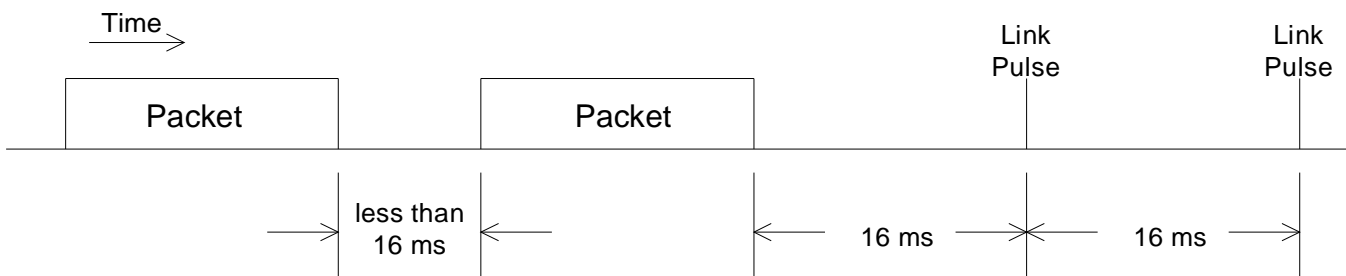 Time
Link
Pulse
Link
Pulse
Packet
Packet
less than
16 ms
16 ms
16 ms